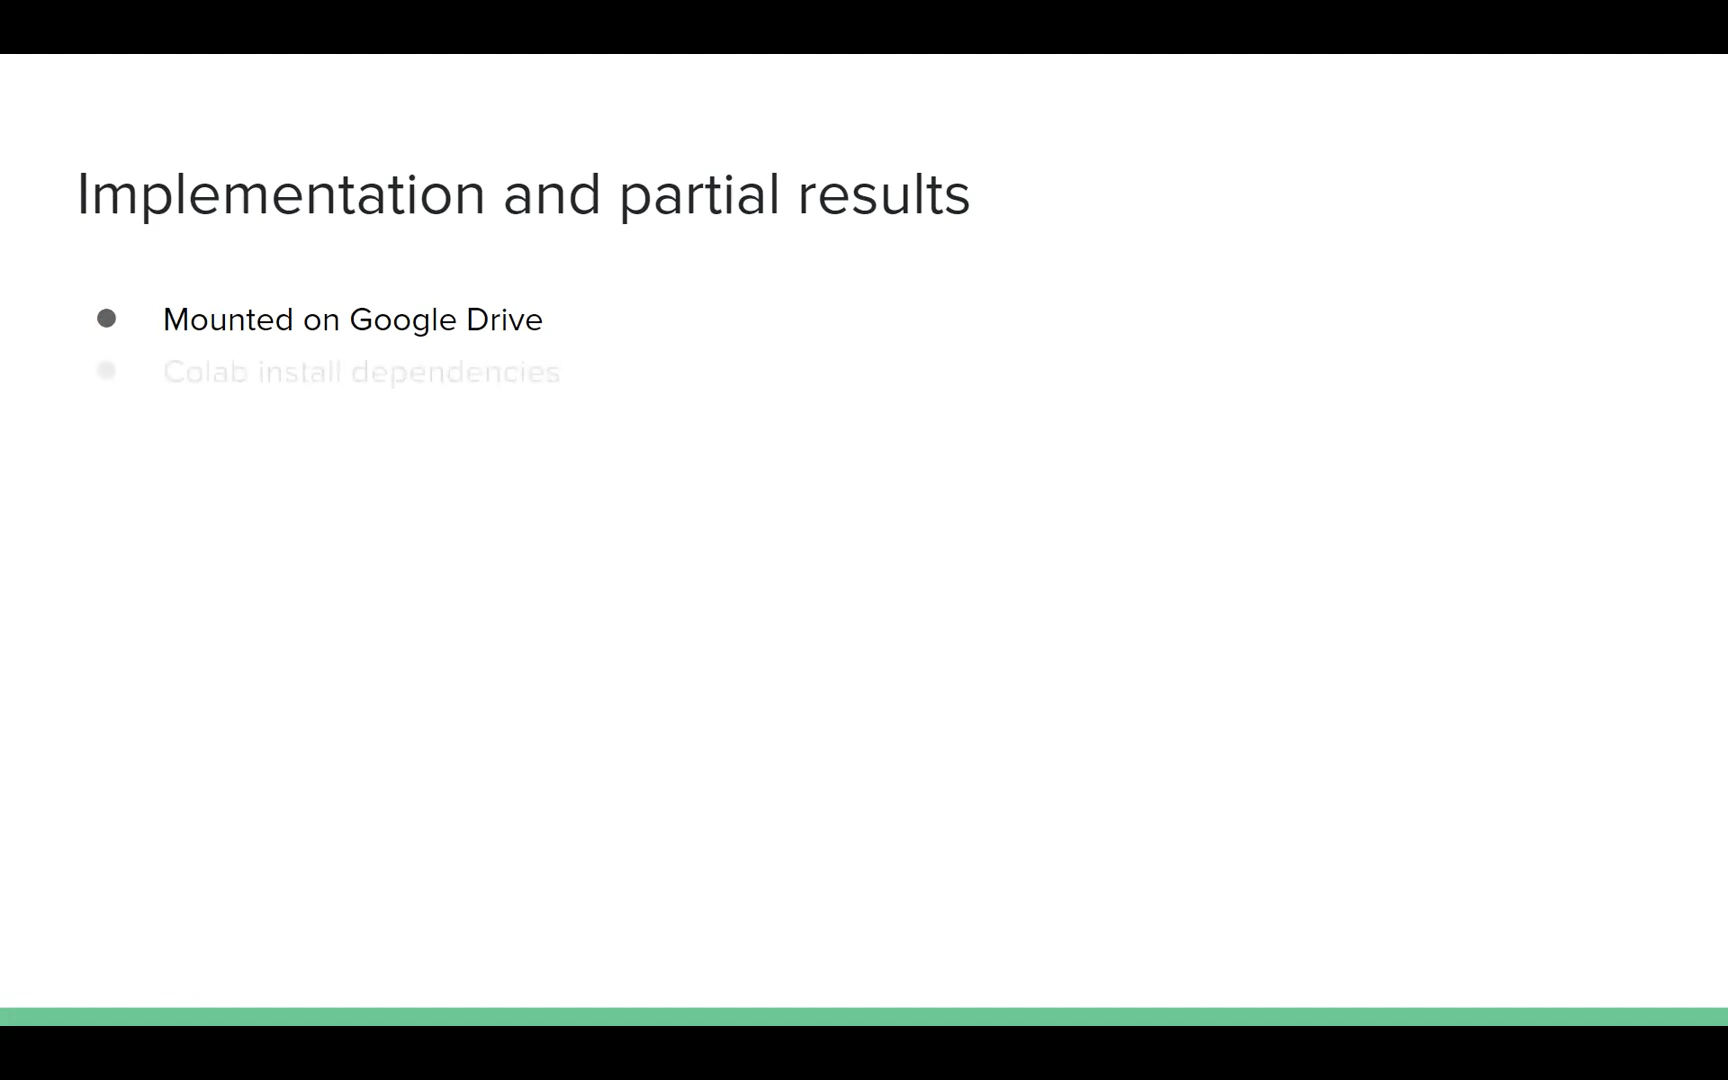 Implementation and partial results
Mounted on Google Drive
Colab install dependencies